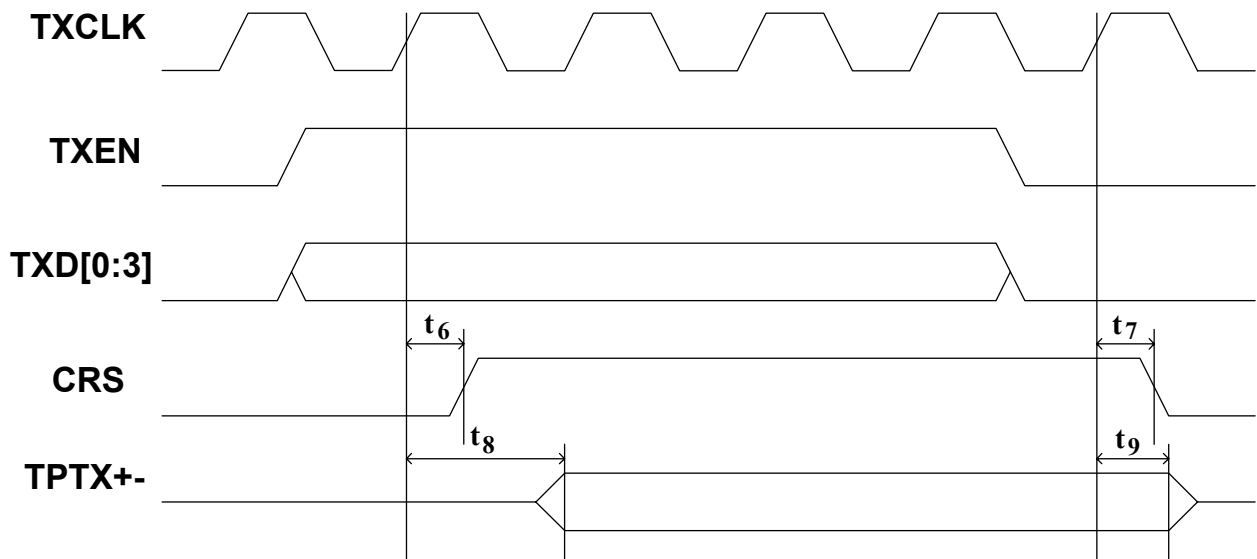 TXCLK
TXEN
TXD[0:3]
t6
t7
CRS
t8
t9
TPTX+-